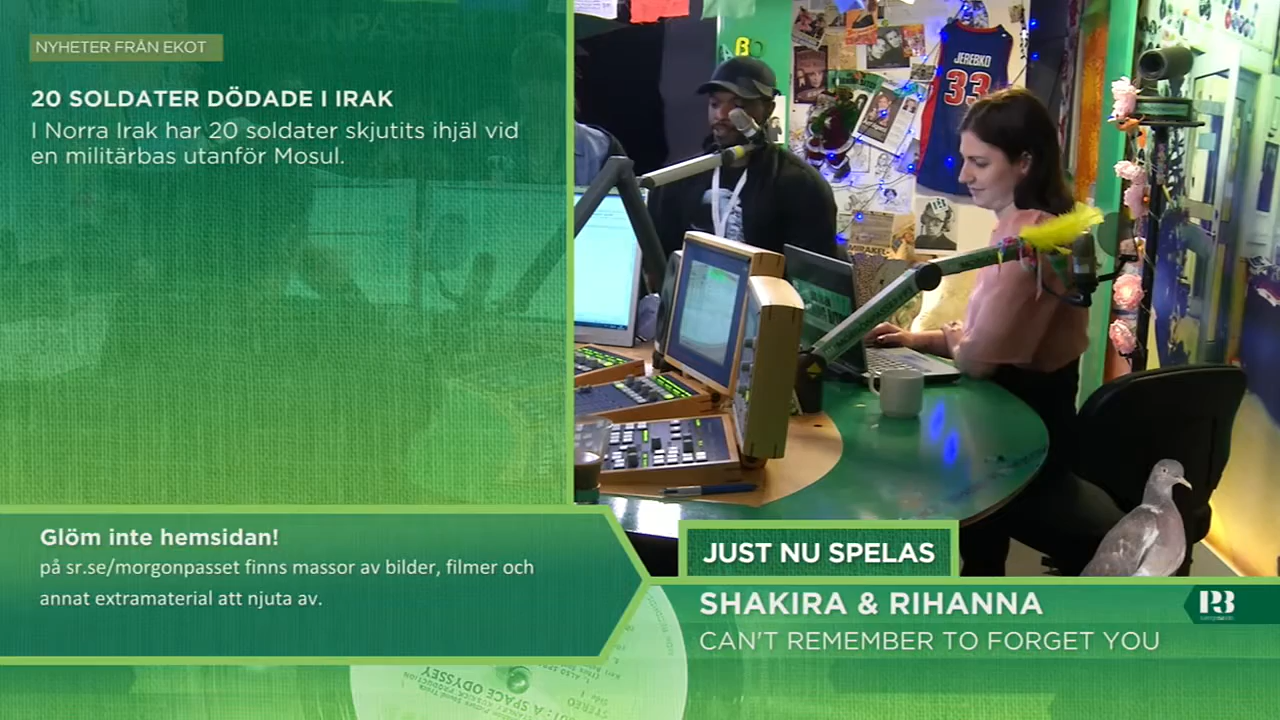 NYHETER FRÅN EKOT
20 SOLDATER DÖDADE I IRAK
I Norra Irak har 20 soldater skjutits ihjäl vid
en militärbas utanför Mosul.
JEREBKO
33
MIRAKEL
Glöm inte hemsidan!
på sr.se/morgonpasset finns massor av bilder, filmer och
annat extramaterial att njuta av.
JUST NU SPELAS
SHAKIRA & RIHANNA
CAN'T REMEMBER TO FORGET YOU
P3
STEREO
A SPACE ODYSSEY